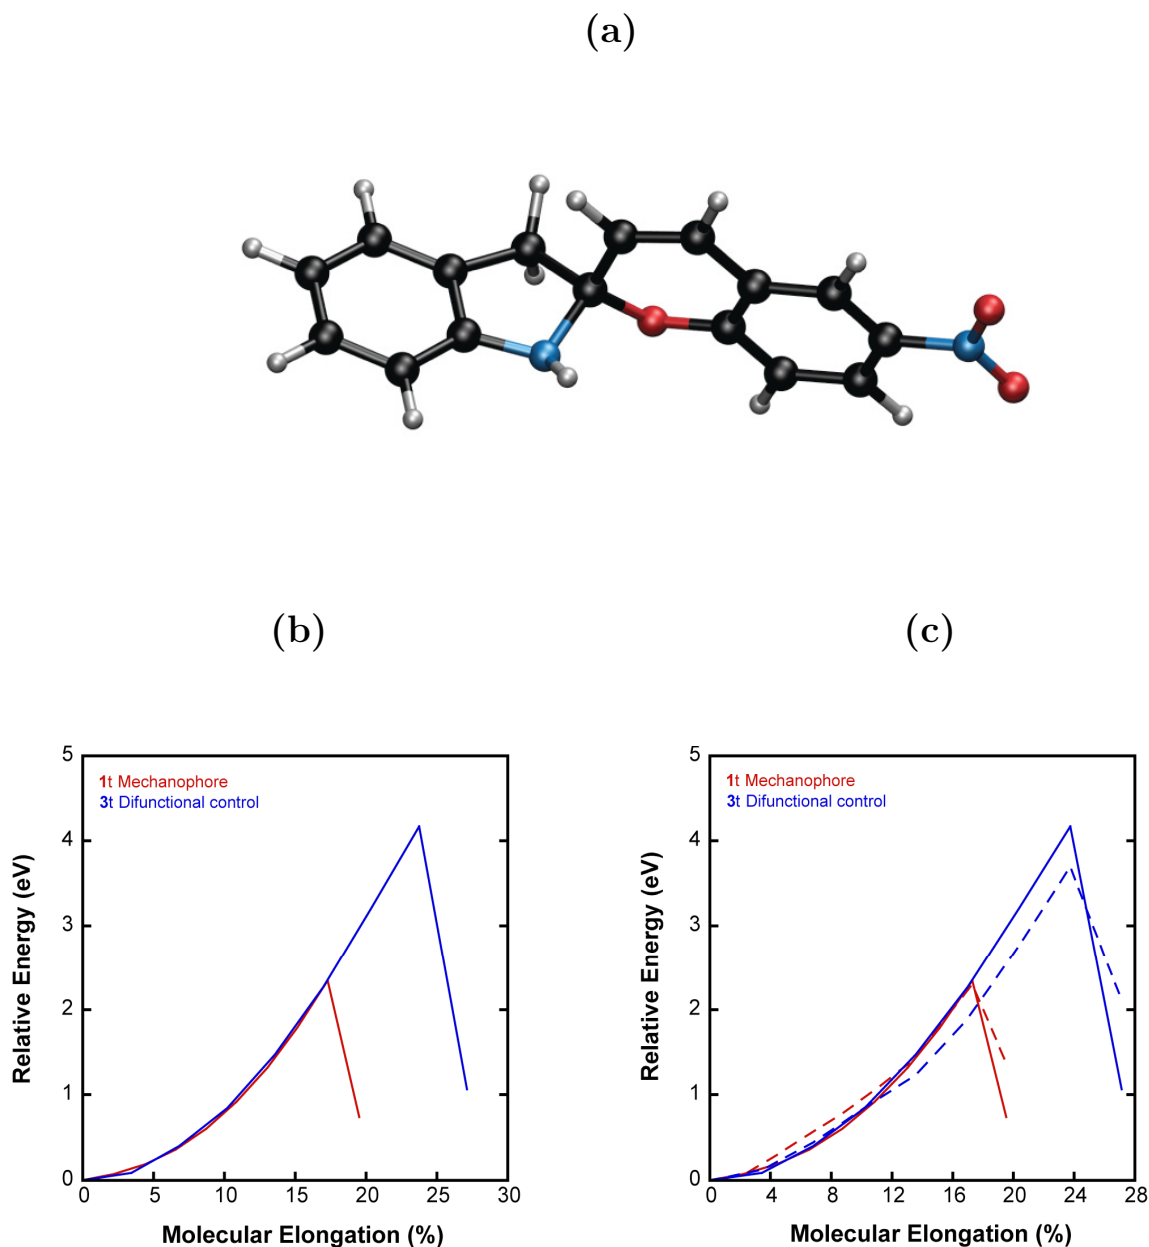 (a)
(b)
(c)
5
4
3
2
1
0
0 5 10 15 20 25 30
Relative Energy (eV)
Molecular Elongation (%)
1t Mechanophore
3t Difunctional control
5
4
3
2
1
0
0 4 8 12 16 20 24 28
Relative Energy (eV)
Molecular Elongation (%)
1t Mechanophore
3t Difunctional control